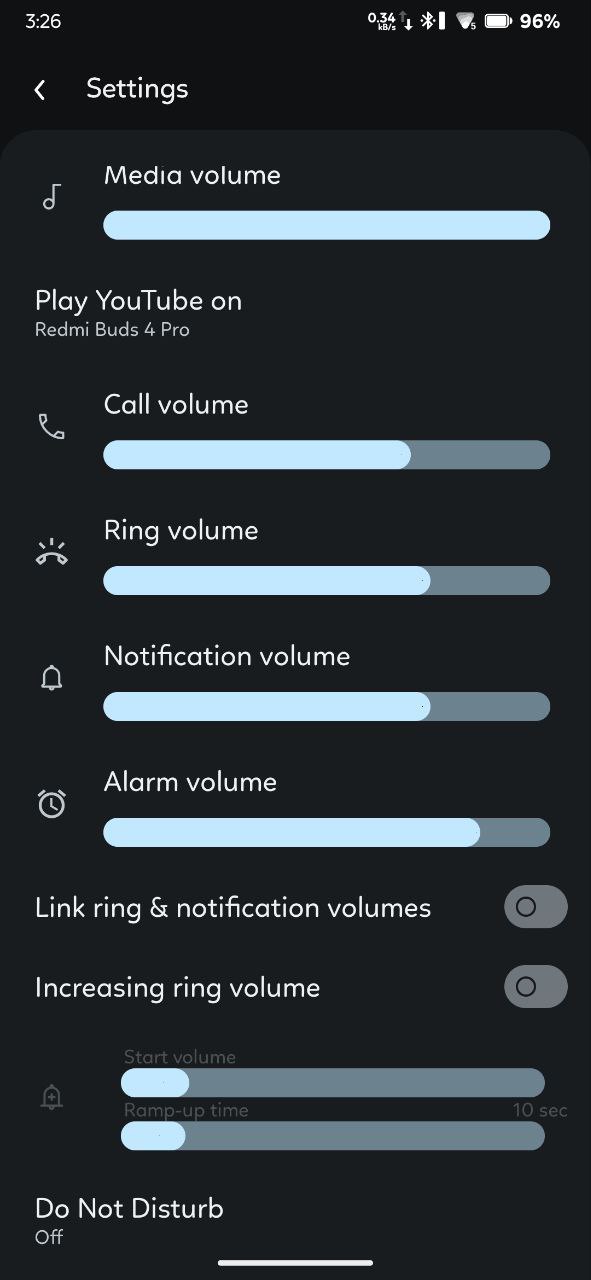 3:26
0.34 kB/s
5
96%
Settings
Media volume
Play YouTube on
Redmi Buds 4 Pro
Call volume
Ring volume
Notification volume
Alarm volume
Link ring & notification volumes
Increasing ring volume
Start volume
Ramp-up time 10 sec
Do Not Disturb
Off